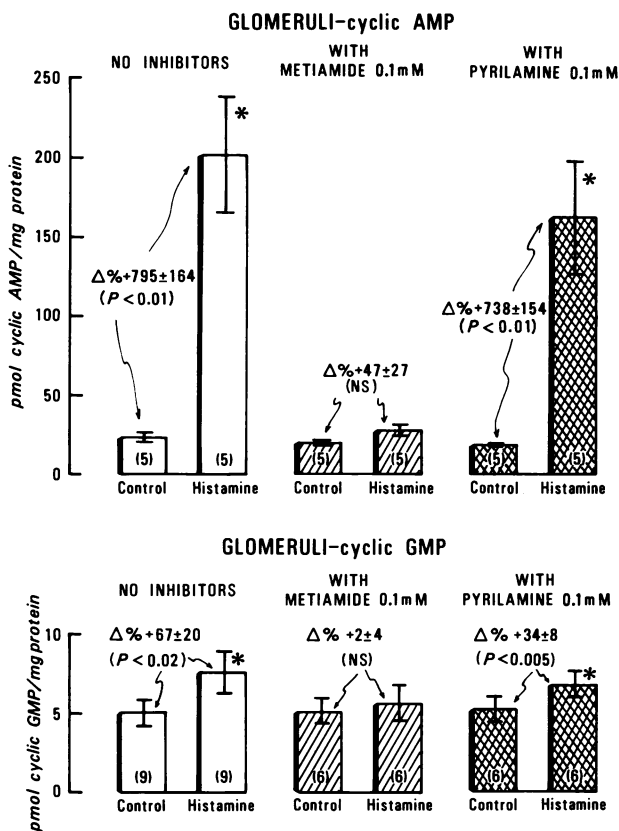 GLOMERULI-cyclic AMP
NO INHIBITORS
WITH
METIAMIDE 0.1mM
WITH
PYRILAMINE 0.1mM
pmol cyclic AMP/mg protein
250
200
150
100
50
0
*
Δ%+795±164
(P<0.01)
Δ%+47±27
(NS)
*
Δ%+738±154
(P<0.01)
(5)
(5)
(5)
(5)
(5)
(5)
Control
Histamine
Control
Histamine
Control
Histamine
GLOMERULI-cyclic GMP
NO INHIBITORS
WITH
METIAMIDE 0.1mM
WITH
PYRILAMINE 0.1mM
pmol cyclic GMP/mg protein
10
5
0
Δ% +67±20
(P<0.02)
*
Δ% +2±4
(NS)
Δ% +34±8
(P<0.005)
*
(9)
(9)
(6)
(6)
(6)
(6)
Control
Histamine
Control
Histamine
Control
Histamine